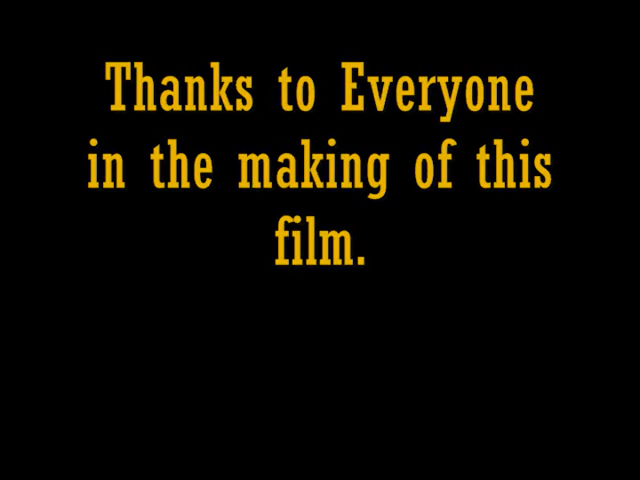 Thanks to Everyone
in the making of this
film.